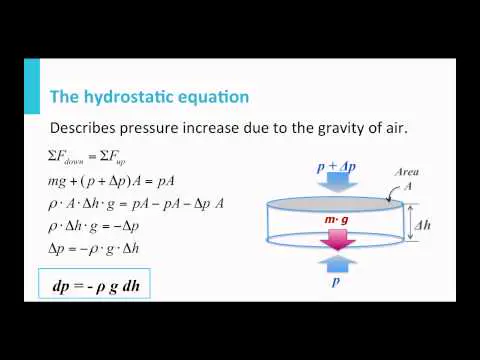 The hydrostatic equation
Describes pressure increase due to the gravity of air.
ΣF_down = ΣF_up
mg + (p + Δp)A = pA
ρ · A · Δh · g = pA − pA − Δp A
ρ · Δh · g = −Δp
Δp = −ρ · g · Δh
dp = - ρ g dh
p + Δp
Area
A
m· g
Δh
p